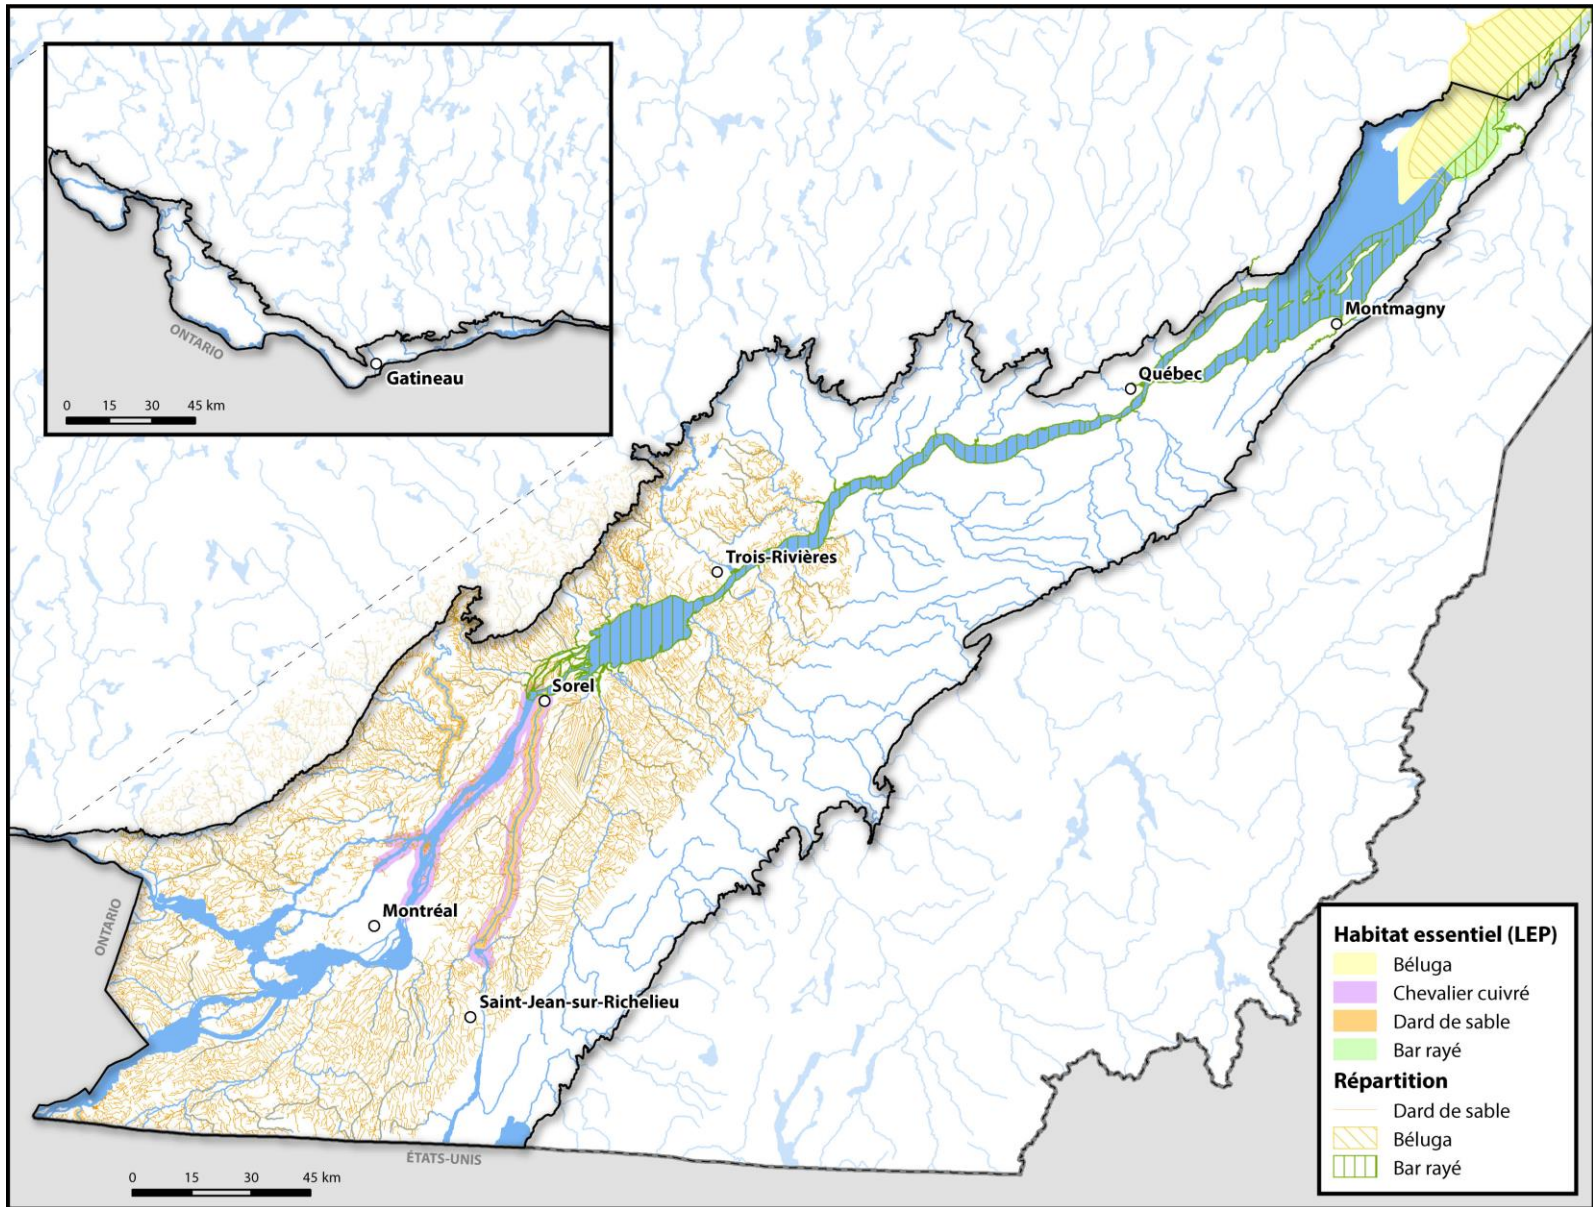 ONTARIO
Gatineau
0 15 30 45 km
Montmagny
Québec
Trois-Rivières
Sorel
Montréal
ONTARIO
Saint-Jean-sur-Richelieu
ÉTATS-UNIS
0 15 30 45 km
Habitat essentiel (LEP)
Béluga
Chevalier cuivré
Dard de sable
Bar rayé
Répartition
Dard de sable
Béluga
Bar rayé